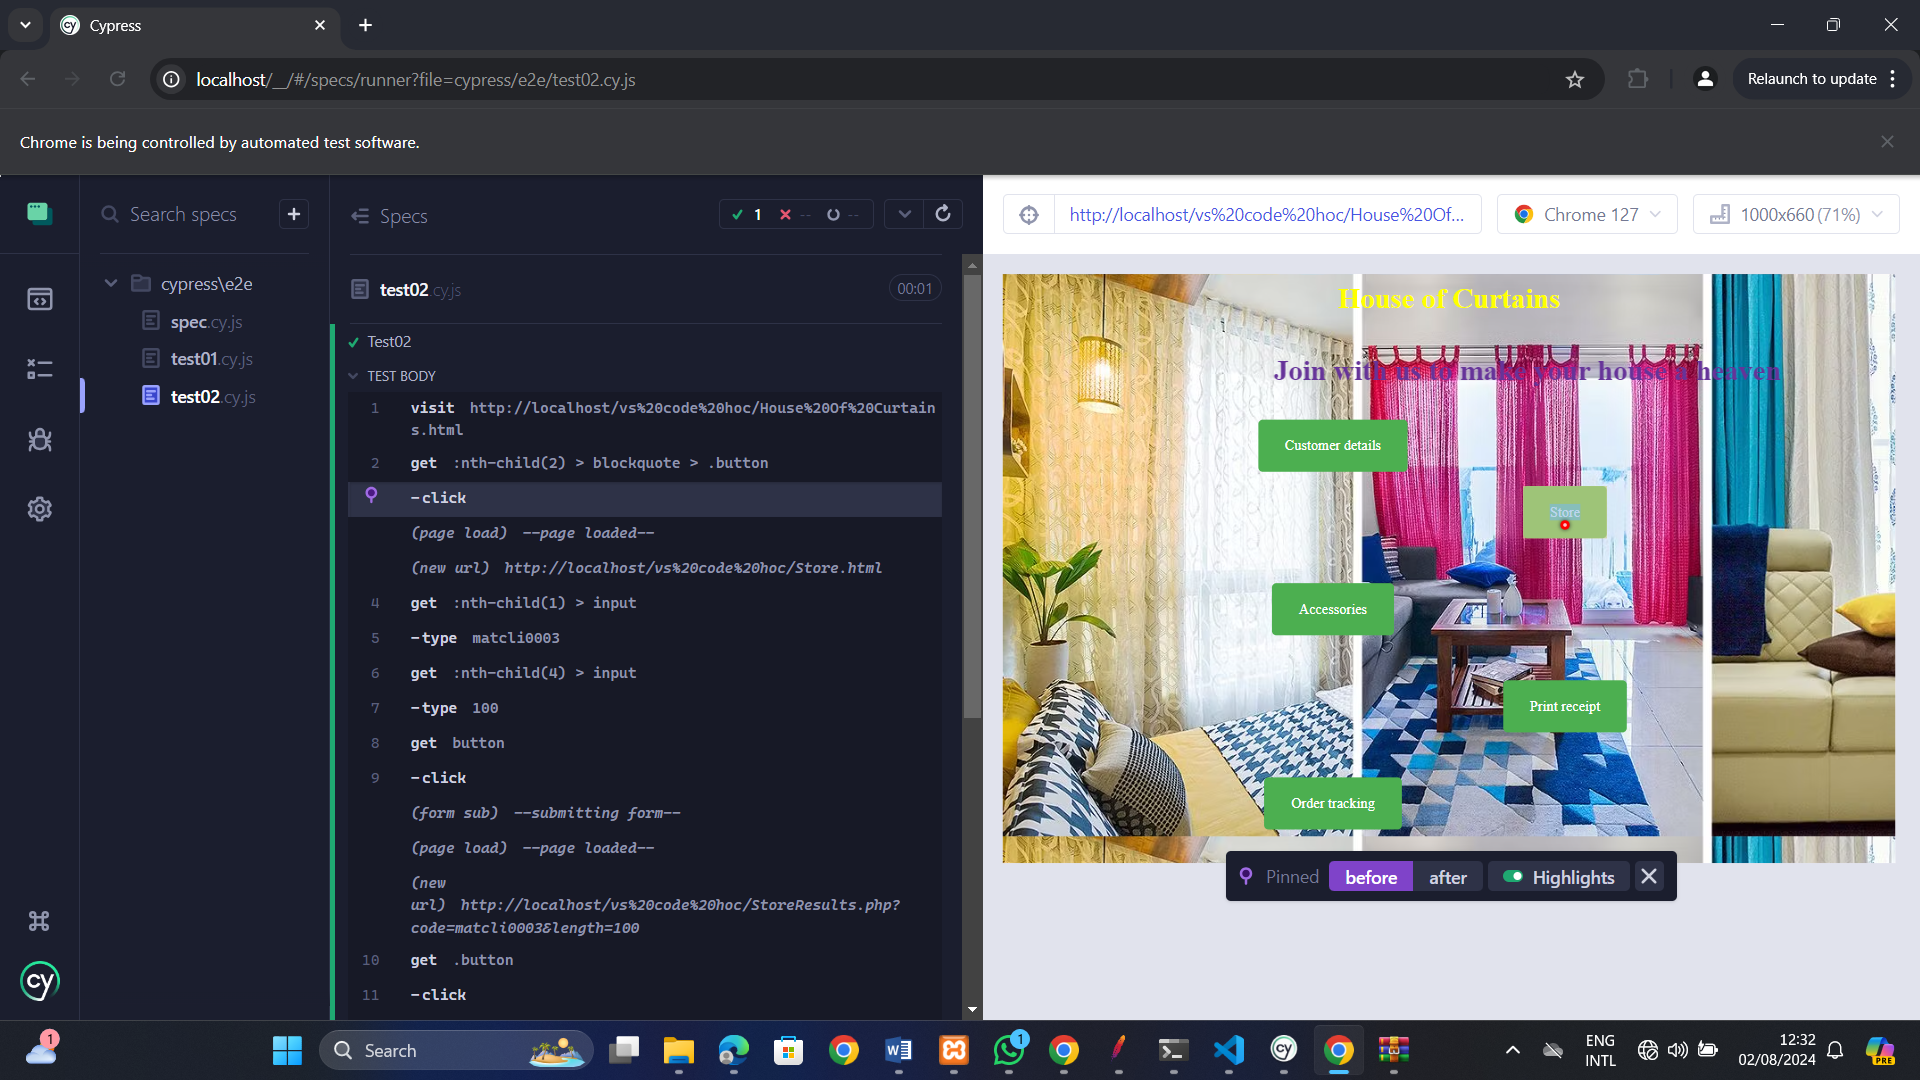 Cypress
localhost/__/#/specs/runner?file=cypress/e2e/test02.cy.js
Relaunch to update
Chrome is being controlled by automated test software.
Search specs
+
cypress\e2e
spec.cy.js
test01.cy.js
test02.cy.js
Specs
1 -- --
test02.cy.js
00:01
Test02
TEST BODY
1 visit http://localhost/vs%20code%20hoc/House%20Of%20Curtain
s.html
2 get :nth-child(2) > blockquote > .button
-click
(page load) --page loaded--
(new url) http://localhost/vs%20code%20hoc/Store.html
4 get :nth-child(1) > input
5 -type matcli0003
6 get :nth-child(4) > input
7 -type 100
8 get button
9 -click
(form sub) --submitting form--
(page load) --page loaded--
(new
url) http://localhost/vs%20code%20hoc/StoreResults.php?
code=matcli0003&length=100
10 get .button
11 -click
http://localhost/vs%20code%20hoc/House%20Of...
Chrome 127
1000x660 (71%)
House of Curtains
Join with us to make your house a heaven
Customer details
Store
Accessories
Print receipt
Order tracking
Pinned before after Highlights
cy
1
Search
1
ENG
INTL
12:32
02/08/2024
PRE